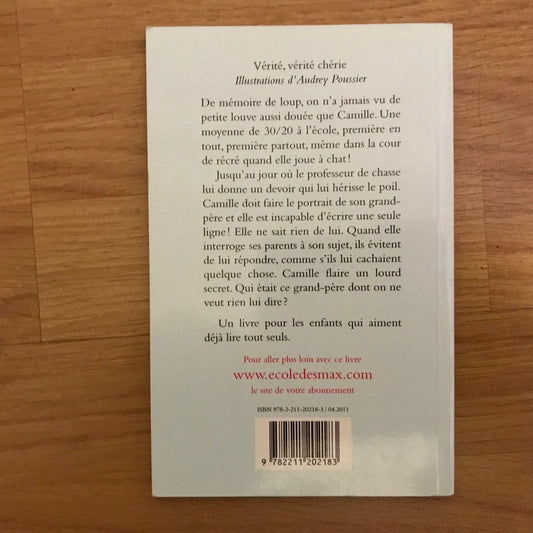 Vérité, vérité chérie
Illustrations d'Audrey Poussier
De mémoire de loup, on n'a jamais vu de
petite louve aussi douée que Camille. Une
moyenne de 30/20 à l'école, première en
tout, première partout, même dans la cour
de récré quand elle joue à chat !
Jusqu'au jour où le professeur de chasse
lui donne un devoir qui lui hérisse le poil.
Camille doit faire le portrait de son grand-
père et elle est incapable d'écrire une seule
ligne ! Elle ne sait rien de lui. Quand elle
interroge ses parents à son sujet, ils évitent
de lui répondre, comme s'ils lui cachaient
quelque chose. Camille flaire un lourd
secret. Qui était ce grand-père dont on ne
veut rien lui dire ?
Un livre pour les enfants qui aiment
déjà lire tout seuls.
Pour aller plus loin avec ce livre
www.ecoledesmax.com
le site de votre abonnement
ISBN 978-2-211-20218-3 / 04.2011
9 782211 202183